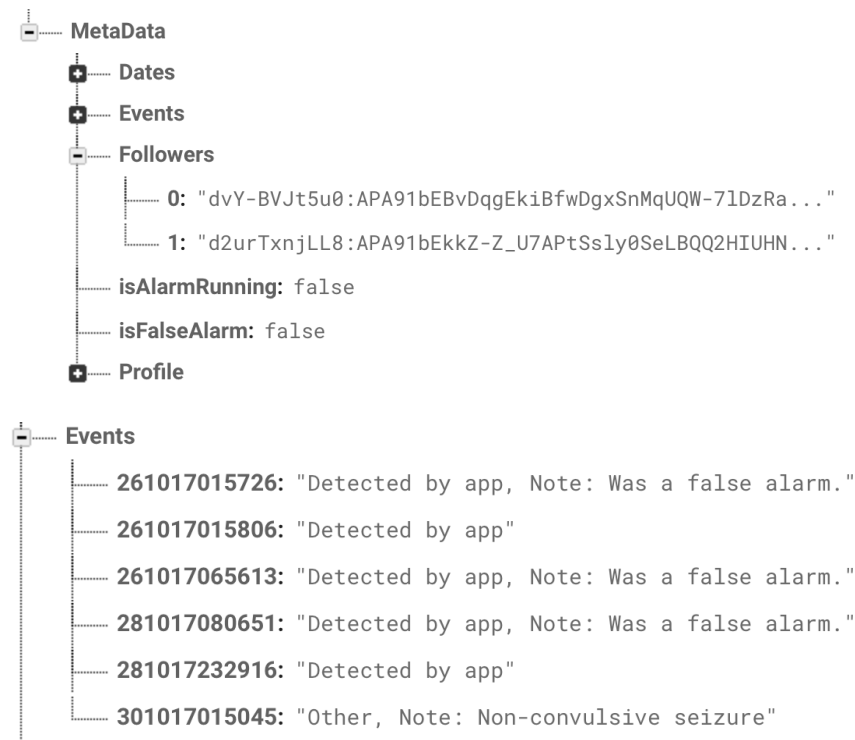 MetaData
Dates
Events
Followers
0: "dvY-BVJt5u0:APA91bEBvDqgEkiBfwDgxSnMqUQW-7lDzRa..."
1: "d2urTxnjLL8:APA91bEkkZ-Z_U7APtSsly0SeLBQQ2HIUHN..."
isAlarmRunning: false
isFalseAlarm: false
Profile
Events
261017015726: "Detected by app, Note: Was a false alarm."
261017015806: "Detected by app"
261017065613: "Detected by app, Note: Was a false alarm."
281017080651: "Detected by app, Note: Was a false alarm."
281017232916: "Detected by app"
301017015045: "Other, Note: Non-convulsive seizure"